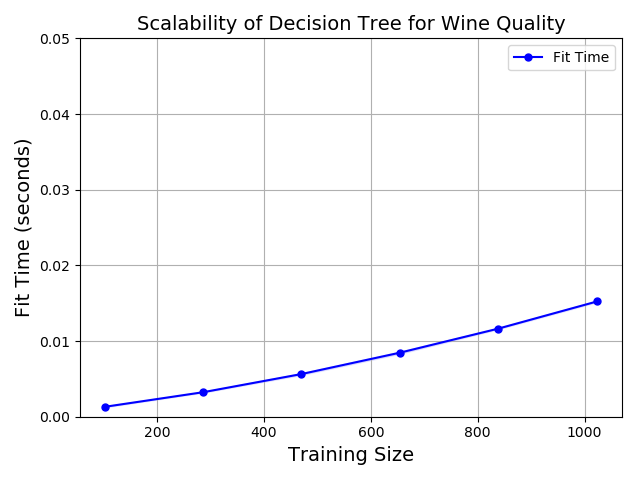 Scalability of Decision Tree for Wine Quality
Fit Time
0.05
0.04
0.03
0.02
0.01
0.00
Fit Time (seconds)
200 400 600 800 1000
Training Size